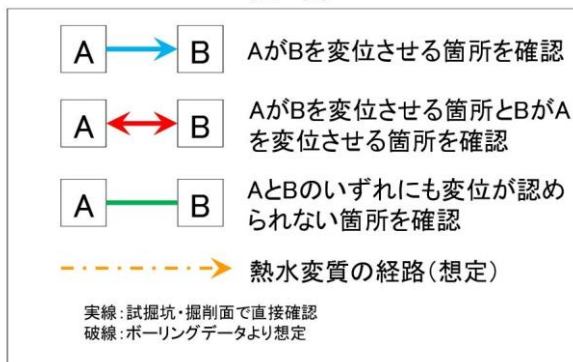 A B AがBを変位させる箇所を確認
A B AがBを変位させる箇所とBがA
を変位させる箇所を確認
A B AとBのいずれにも変位が認め
られない箇所を確認
熱水変質の経路(想定)
実線:試掘坑・掘削面で直接確認
破線:ボーリングデータより想定